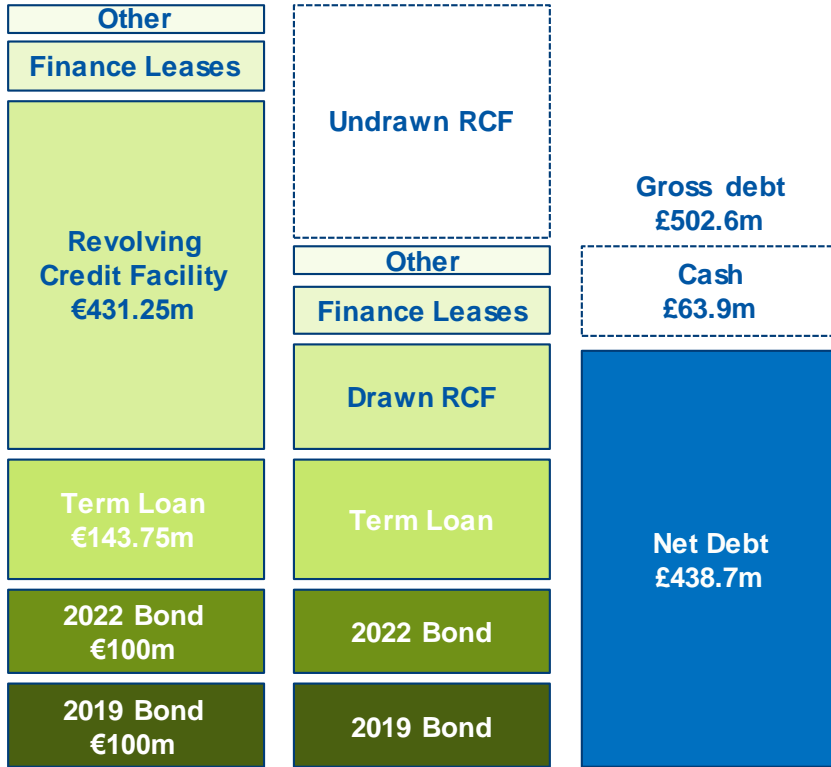 Other
Finance Leases
Revolving
Credit Facility
€431.25m
Term Loan
€143.75m
2022 Bond
€100m
2019 Bond
€100m
Undrawn RCF
Other
Finance Leases
Drawn RCF
Term Loan
2022 Bond
2019 Bond
Gross debt
£502.6m
Cash
£63.9m
Net Debt
£438.7m